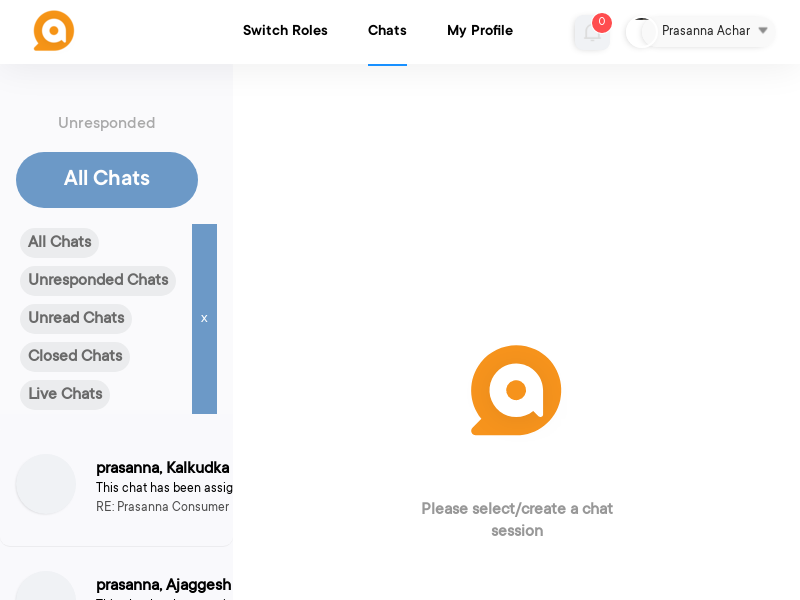 Switch Roles
Chats
My Profile
0
Prasanna Achar
Unresponded
All Chats
All Chats
Unresponded Chats
Unread Chats
Closed Chats
Live Chats
x
prasanna, Kalkudka
This chat has been assig
RE: Prasanna Consumer
prasanna, Ajaggesh
Please select/create a chat
session